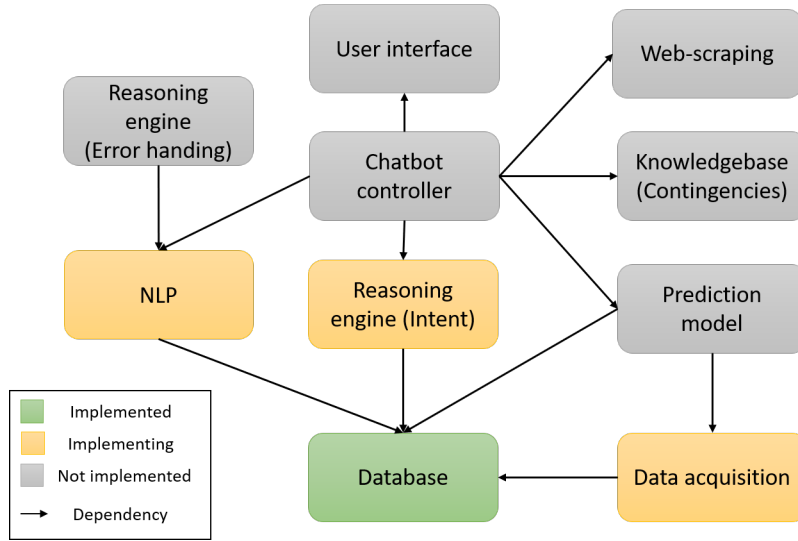 User interface
Web-scraping
Reasoning
engine
(Error handing)
Chatbot
controller
Knowledgebase
(Contingencies)
NLP
Reasoning
engine (Intent)
Prediction
model
Implemented
Implementing
Not implemented
Dependency
Database
Data acquisition